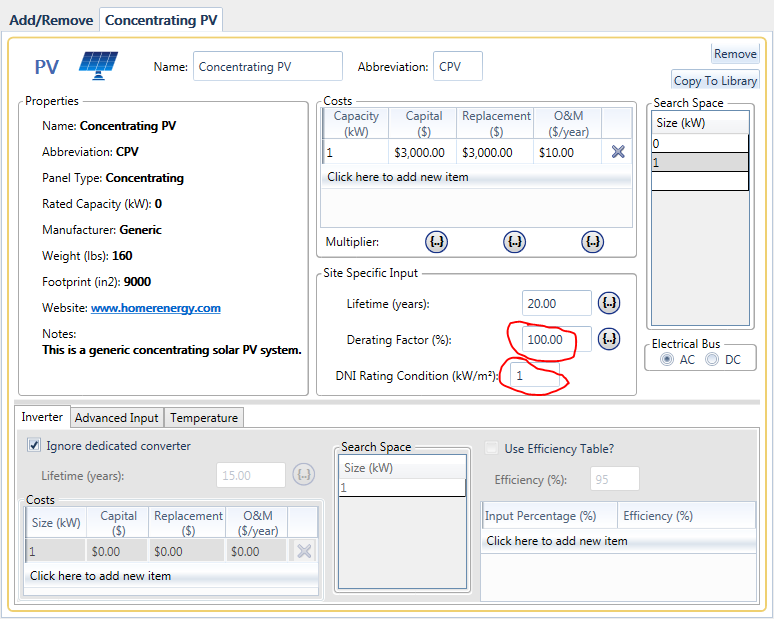 Add/Remove
Concentrating PV
PV
Name:
Concentrating PV
Abbreviation:
CPV
Remove
Copy To Library
Properties
Name: Concentrating PV
Abbreviation: CPV
Panel Type: Concentrating
Rated Capacity (kW): 0
Manufacturer: Generic
Weight (lbs): 160
Footprint (in2): 9000
Website: www.homerenergy.com
Notes:
This is a generic concentrating solar PV system.
Costs
Capacity (kW)
Capital ($)
Replacement ($)
O&M ($/year)
1
$3,000.00
$3,000.00
$10.00
Click here to add new item
Multiplier:
{..}
{..}
{..}
Site Specific Input
Lifetime (years):
20.00
{..}
Derating Factor (%):
100.00
{..}
DNI Rating Condition (kW/m²):
1
Search Space
Size (kW)
0
1
Electrical Bus
AC
DC
Inverter
Advanced Input
Temperature
Ignore dedicated converter
Lifetime (years):
15.00
{..}
Costs
Size (kW)
Capital ($)
Replacement ($)
O&M ($/year)
1
$0.00
$0.00
$0.00
Click here to add new item
Search Space
Size (kW)
1
Use Efficiency Table?
Efficiency (%):
95
Input Percentage (%)
Efficiency (%)
Click here to add new item